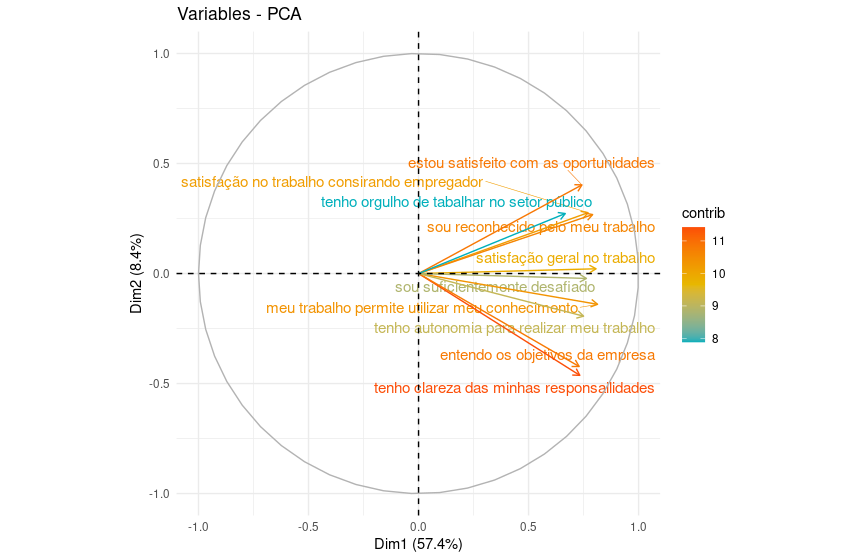 Variables - PCA
1.0
0.5
0.0
-0.5
-1.0
Dim2 (8.4%)
estou satisfeito com as oportunidades
satisfação no trabalho consirando empregador
tenho orgulho de tabalhar no setor público
sou reconhecido pelo meu trabalho
satisfação geral no trabalho
sou suficientemente desafiado
meu trabalho permite utilizar meu conhecimento
tenho autonomia para realizar meu trabalho
entendo os objetivos da empresa
tenho clareza das minhas responsailidades
-1.0
-0.5
0.0
0.5
1.0
Dim1 (57.4%)
contrib
11
10
9
8